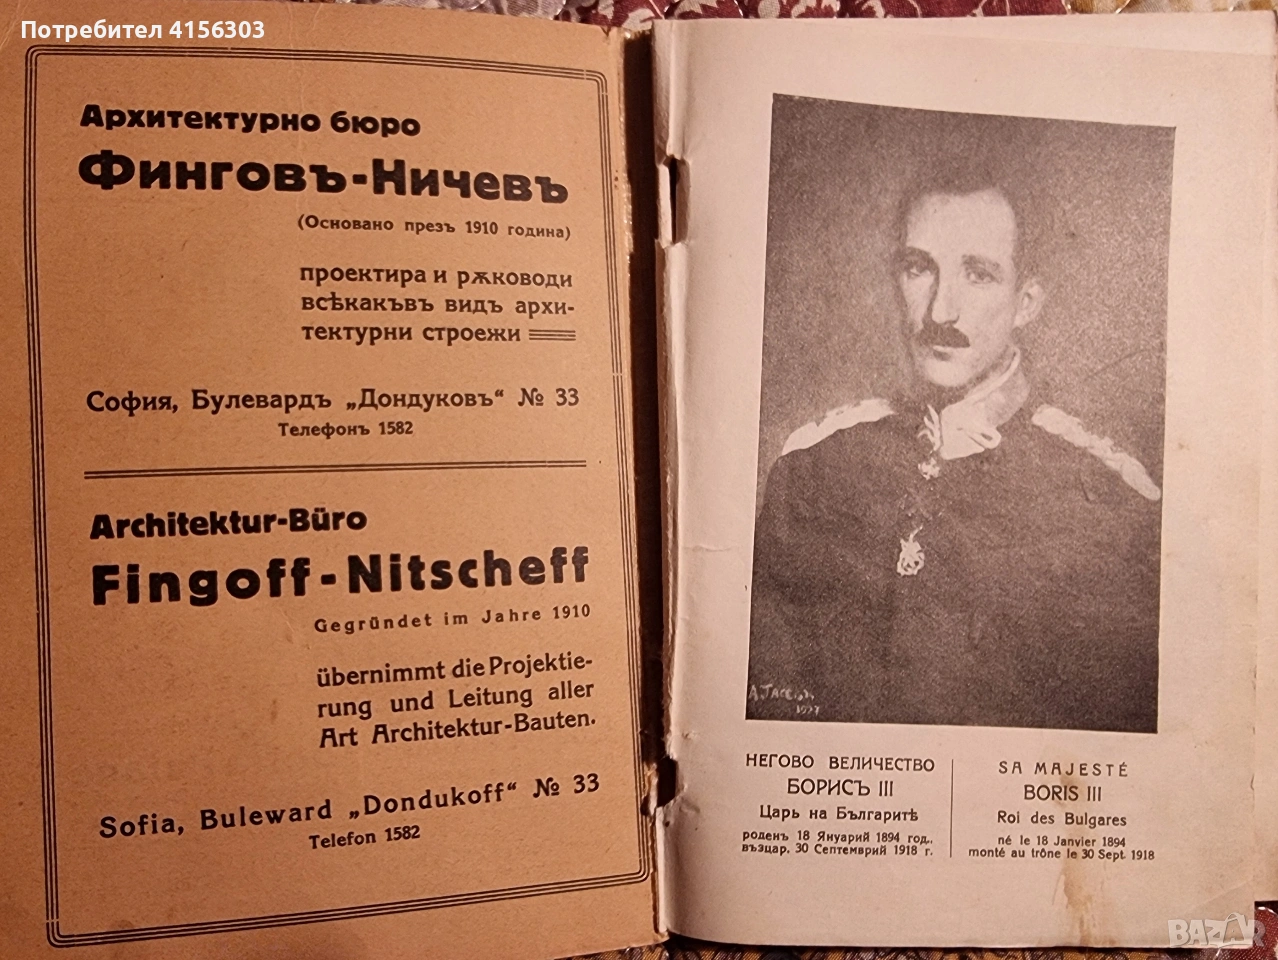 Потребител 4156303
Архитектурно бюро
Финговъ-Ничевъ
(Основано презъ 1910 година)
проектира и рѫководи
всѣкакъвъ видъ архи-
тектурни строежи
София, Булевардъ „Дондуковъ“ № 33
Телефонъ 1582
Architektur-Büro
Fingoff-Nitscheff
Gegründet im Jahre 1910
übernimmt die Projektie-
rung und Leitung aller
Art Architektur-Bauten.
Sofia, Buleward „Dondukoff“ № 33
Telefon 1582
1927
НЕГОВО ВЕЛИЧЕСТВО
БОРИСЪ III
Царь на Българитѣ
роденъ 18 Януарий 1894 год.,
възцар. 30 Септемврий 1918 г.
SA MAJESTÉ
BORIS III
Roi des Bulgares
né le 18 Janvier 1894
monté au trône le 30 Sept. 1918
BAZAR